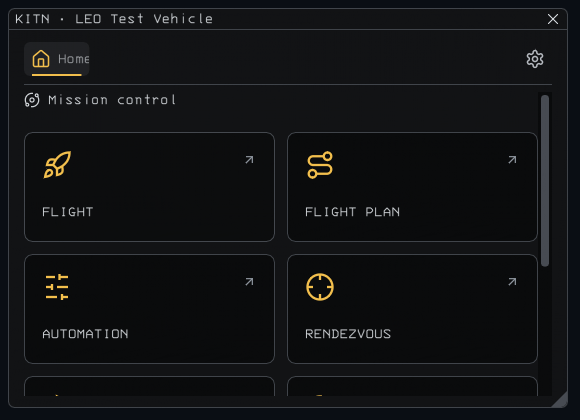 KITN · LEO Test Vehicle
Home
Mission control
FLIGHT
FLIGHT PLAN
AUTOMATION
RENDEZVOUS